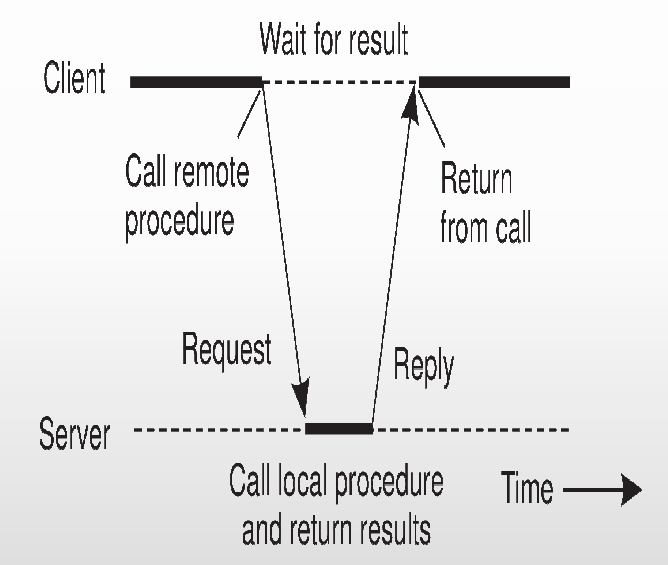 Wait for result
Client
Call remote
procedure
Return
from call
Request
Reply
Server
Call local procedure
and return results
Time